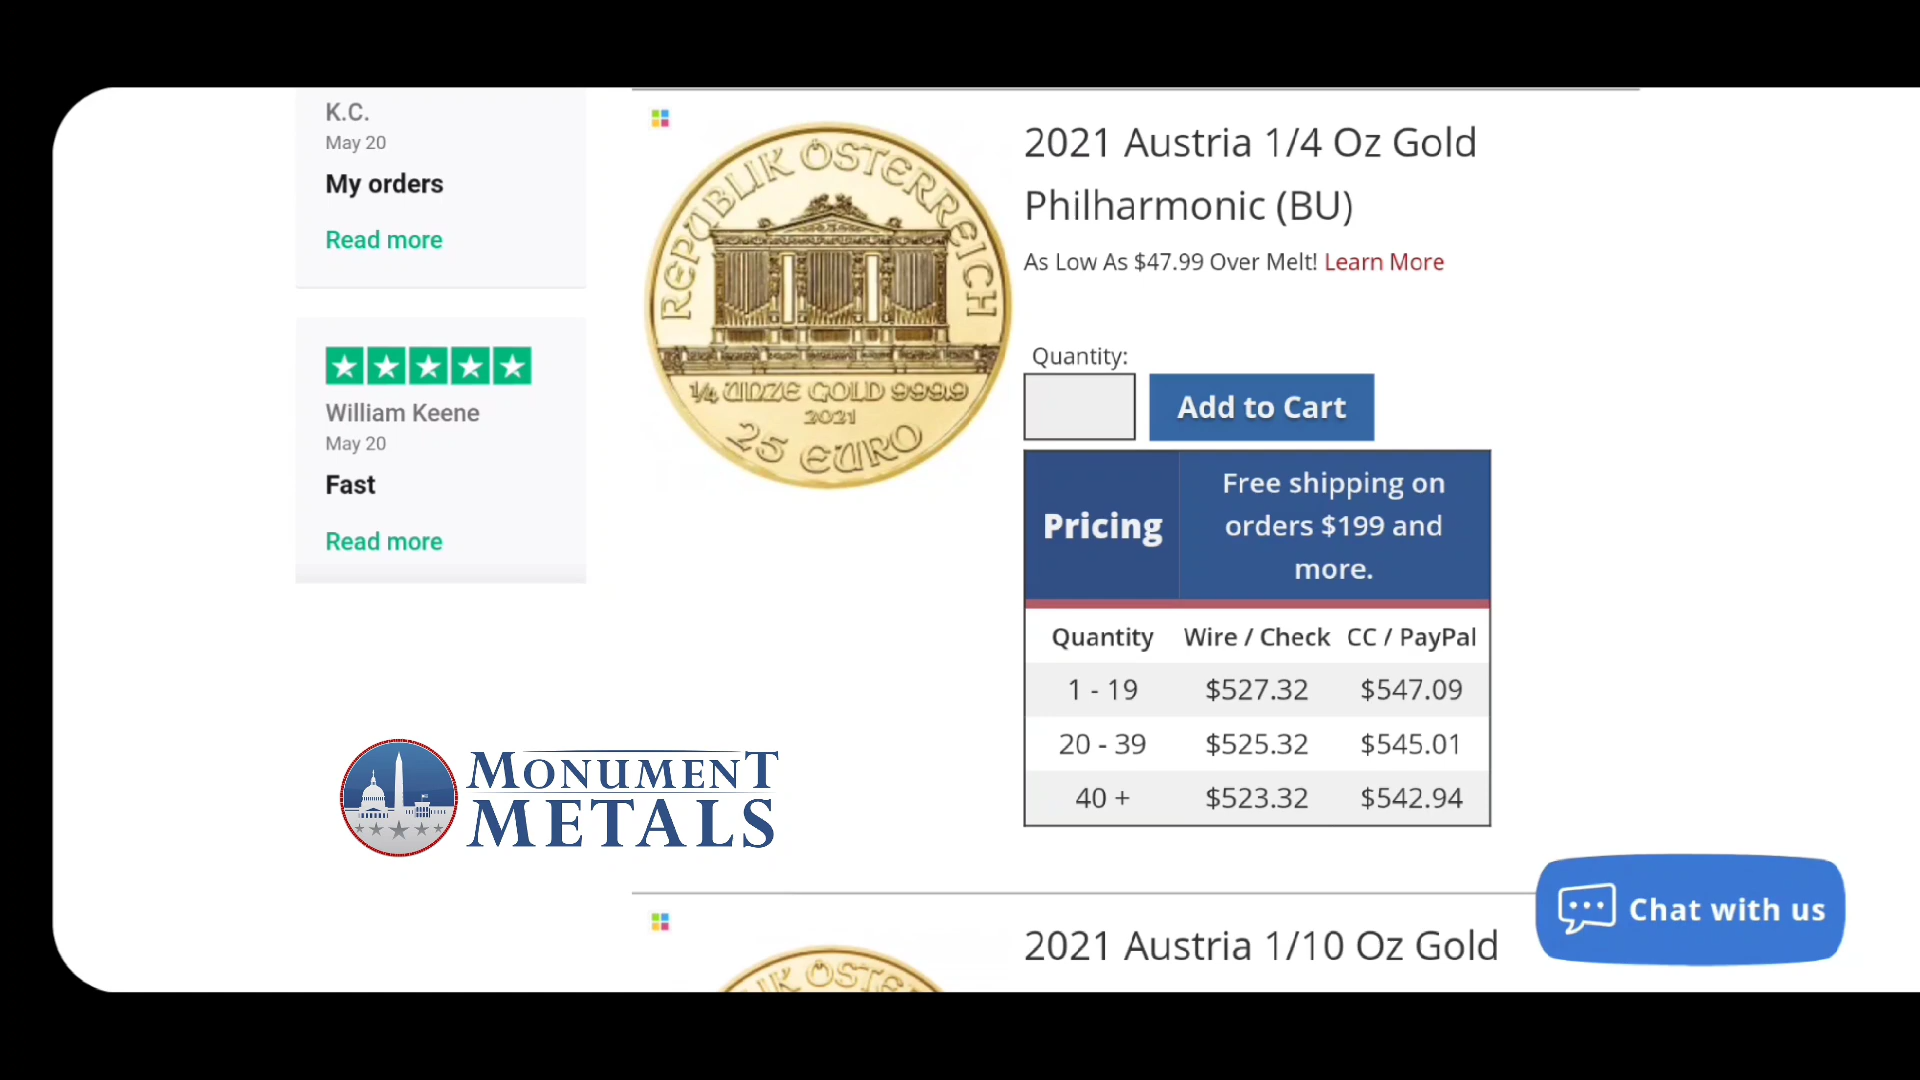 K.C.
May 20
My orders
Read more
William Keene
May 20
Fast
Read more
REPUBLIK ÖSTERREICH
1/4 UNZE GOLD 999.9
2021
25 EURO
2021 Austria 1/4 Oz Gold
Philharmonic (BU)
As Low As $47.99 Over Melt! Learn More
Quantity:
Add to Cart
Pricing
Free shipping on
orders $199 and
more.
Quantity Wire / Check CC / PayPal
1 - 19 $527.32 $547.09
20 - 39 $525.32 $545.01
40 + $523.32 $542.94
MONUMENT
METALS
Chat with us
2021 Austria 1/10 Oz Gold